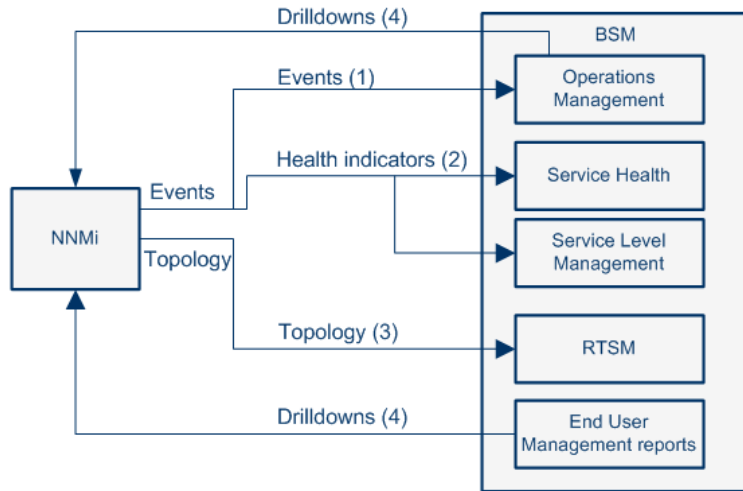 Drilldowns (4)
BSM
Operations
Management
Events (1)
Health indicators (2)
Service Health
Events
NNMi
Topology
Service Level
Management
Topology (3)
RTSM
Drilldowns (4)
End User
Management reports